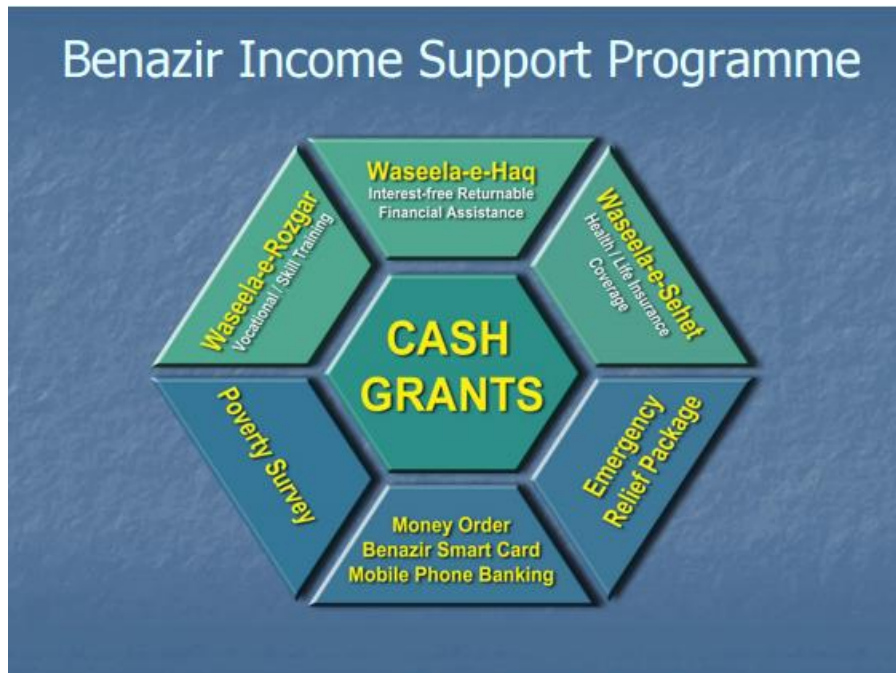 Benazir Income Support Programme
Waseela-e-Haq
Interest-free Returnable
Financial Assistance
Waseela-e-Rozgar
Vocational / Skill Training
Waseela-e-Sehet
Health / Life Insurance
Coverage
CASH
GRANTS
Poverty Survey
Emergency
Relief Package
Money Order
Benazir Smart Card
Mobile Phone Banking